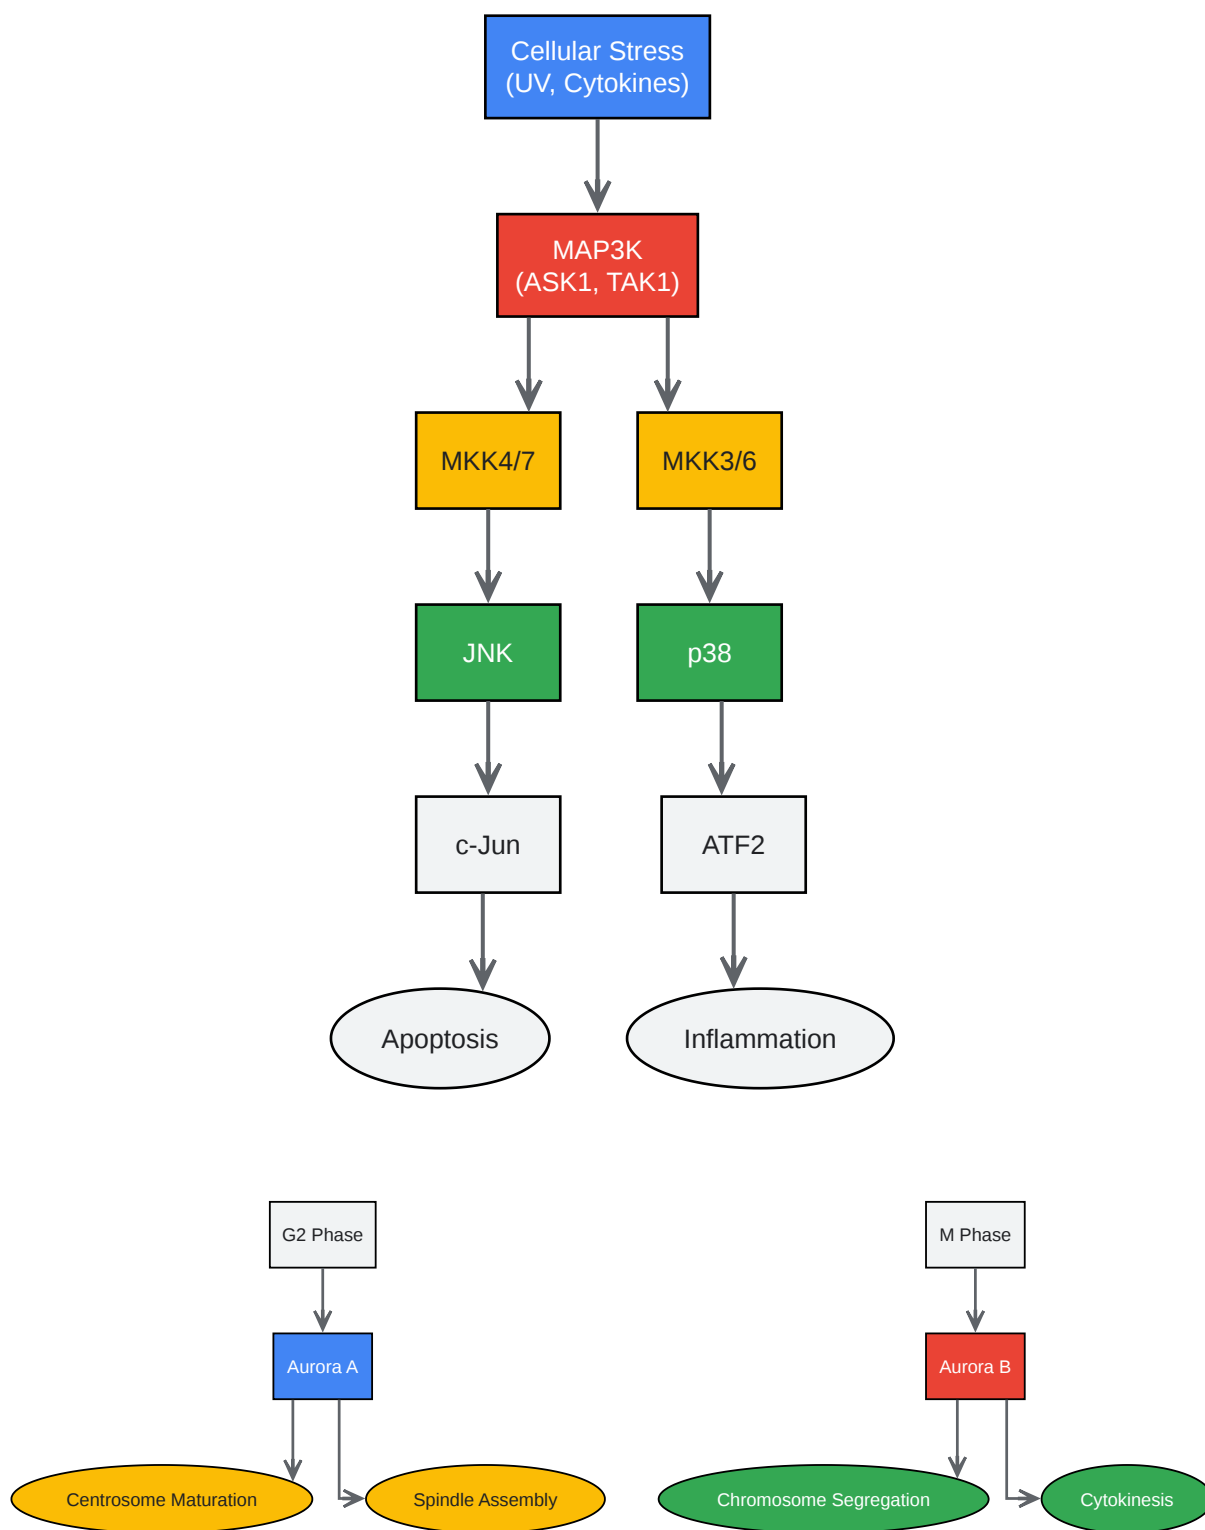 Cellular Stress
(UV, Cytokines)
MAP3K
(ASK1, TAK1)
MKK4/7
MKK3/6
JNK
p38
c-Jun
ATF2
Apoptosis
Inflammation
G2 Phase
M Phase
Aurora A
Aurora B
Centrosome Maturation
Spindle Assembly
Chromosome Segregation
Cytokinesis